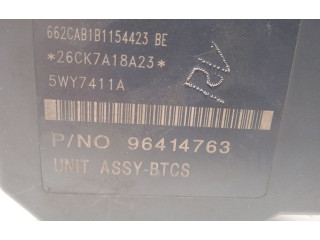 662CAB1B1154423 BE
*26CK7A18A23*
5WY7411A
P/NO 96414763
UNIT ASSY-BTCS